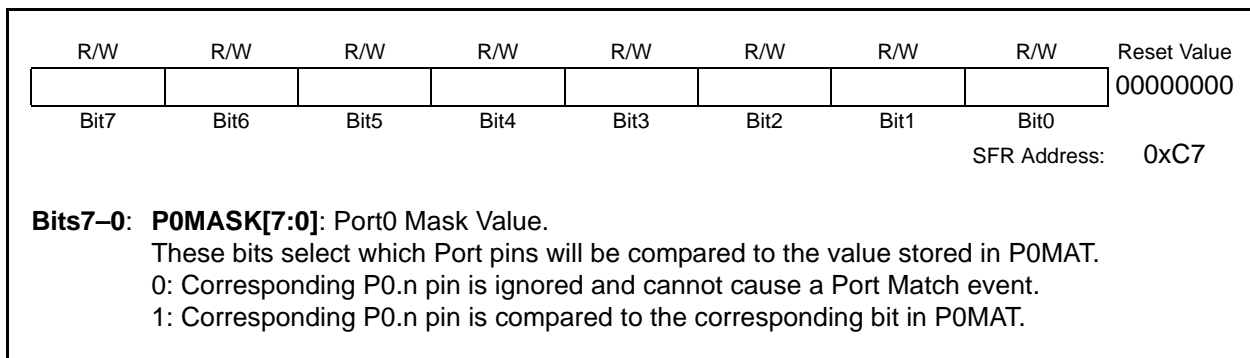 R/W R/W R/W R/W R/W R/W R/W R/W Reset Value
00000000
Bit7 Bit6 Bit5 Bit4 Bit3 Bit2 Bit1 Bit0
SFR Address: 0xC7
Bits7–0: P0MASK[7:0]: Port0 Mask Value.
These bits select which Port pins will be compared to the value stored in P0MAT.
0: Corresponding P0.n pin is ignored and cannot cause a Port Match event.
1: Corresponding P0.n pin is compared to the corresponding bit in P0MAT.